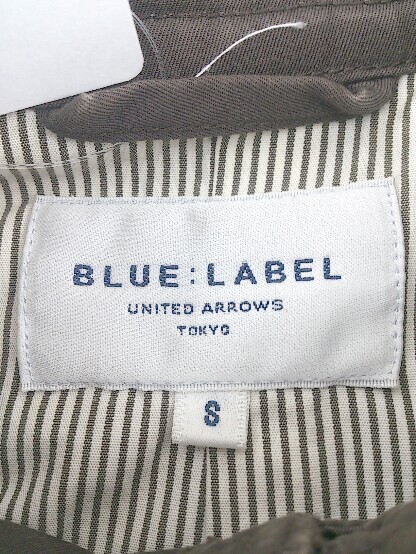 BLUE:LABEL
UNITED ARROWS
TOKYO
S